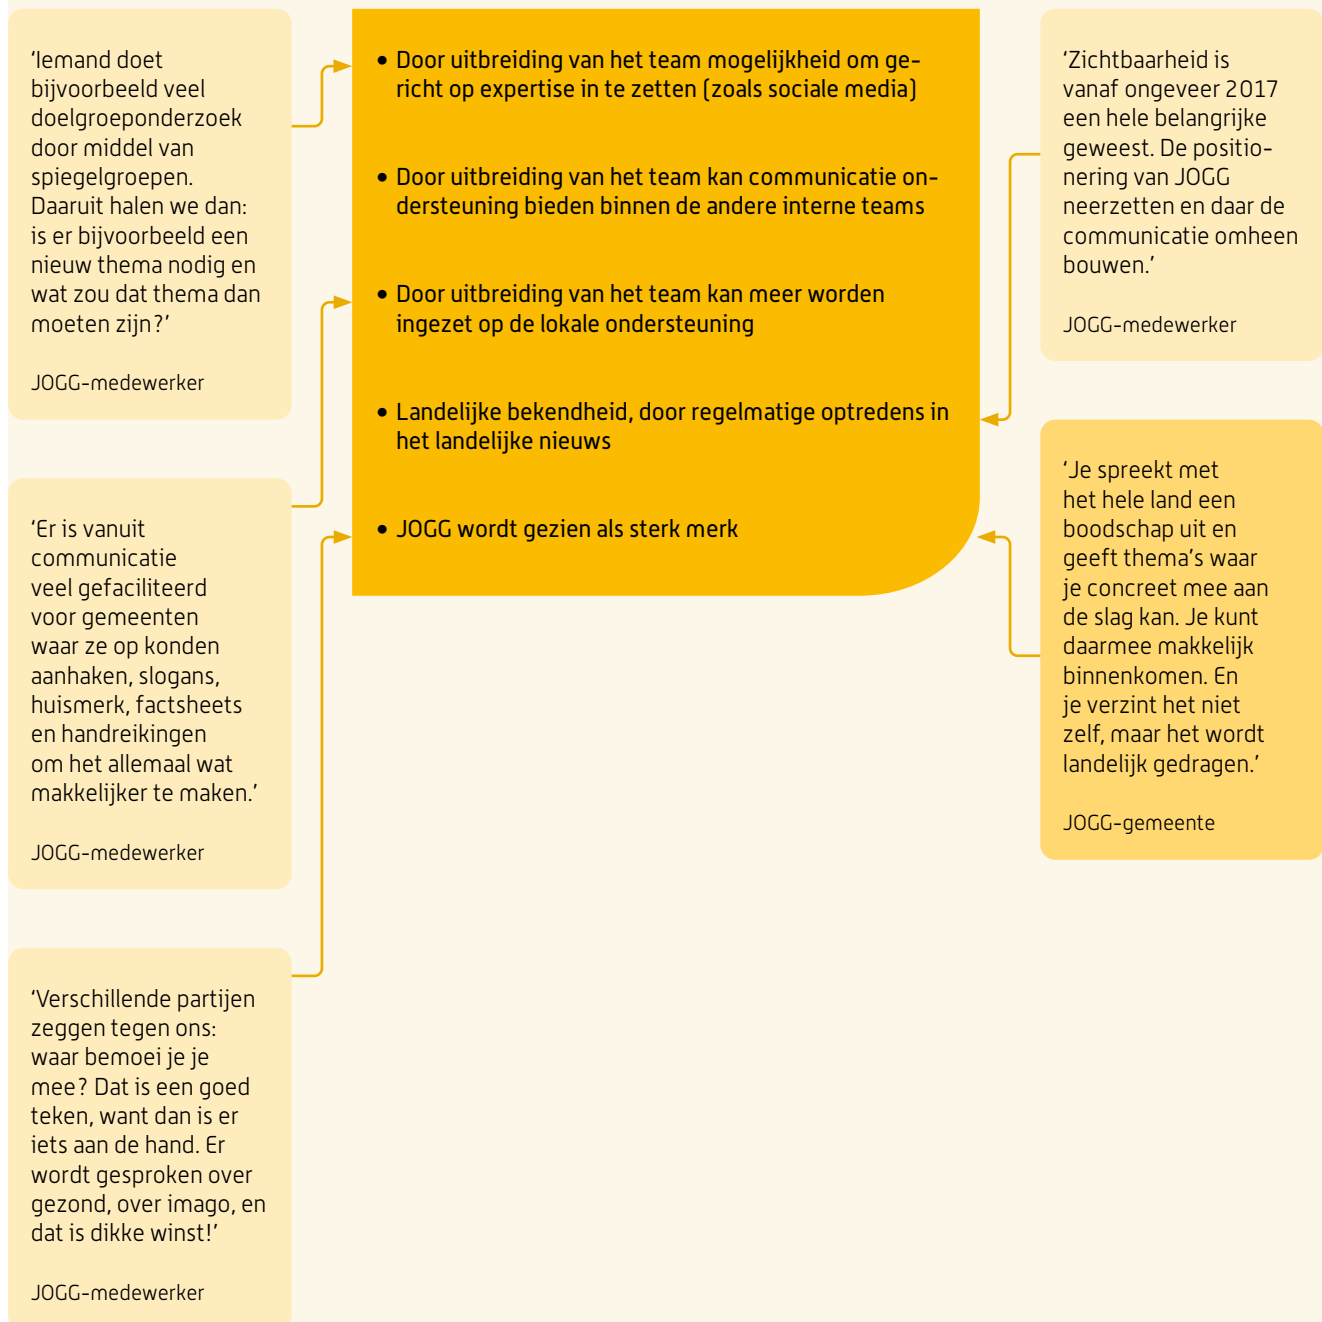 ‘Iemand doet
bijvoorbeeld veel
doelgroeponderzoek
door middel van
spiegelgroepen.
Daaruit halen we dan:
is er bijvoorbeeld een
nieuw thema nodig en
wat zou dat thema dan
moeten zijn?’
JOGG-medewerker
‘Er is vanuit
communicatie
veel gefaciliteerd
voor gemeenten
waar ze op konden
aanhaken, slogans,
huismerk, factsheets
en handreikingen
om het allemaal wat
makkelijker te maken.’
JOGG-medewerker
‘Verschillende partijen
zeggen tegen ons:
waar bemoei je je
mee? Dat is een goed
teken, want dan is er
iets aan de hand. Er
wordt gesproken over
gezond, over imago, en
dat is dikke winst!’
JOGG-medewerker
• Door uitbreiding van het team mogelijkheid om ge-
richt op expertise in te zetten (zoals sociale media)
• Door uitbreiding van het team kan communicatie on-
dersteuning bieden binnen de andere interne teams
• Door uitbreiding van het team kan meer worden
ingezet op de lokale ondersteuning
• Landelijke bekendheid, door regelmatige optredens in
het landelijke nieuws
• JOGG wordt gezien als sterk merk
‘Zichtbaarheid is
vanaf ongeveer 2017
een hele belangrijke
geweest. De positio-
nering van JOGG
neerzetten en daar de
communicatie omheen
bouwen.’
JOGG-medewerker
‘Je spreekt met
het hele land een
boodschap uit en
geeft thema’s waar
je concreet mee aan
de slag kan. Je kunt
daarmee makkelijk
binnenkomen. En
je verzint het niet
zelf, maar het wordt
landelijk gedragen.’
JOGG-gemeente